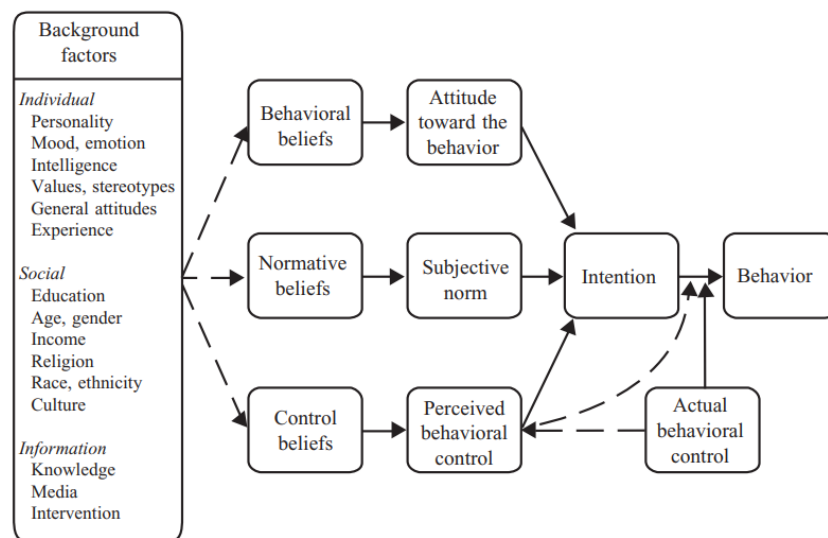 Background
factors
Individual
Personality
Mood, emotion
Intelligence
Values, stereotypes
General attitudes
Experience
Social
Education
Age, gender
Income
Religion
Race, ethnicity
Culture
Information
Knowledge
Media
Intervention
Behavioral
beliefs
Attitude
toward the
behavior
Normative
beliefs
Subjective
norm
Intention
Behavior
Control
beliefs
Perceived
behavioral
control
Actual
behavioral
control